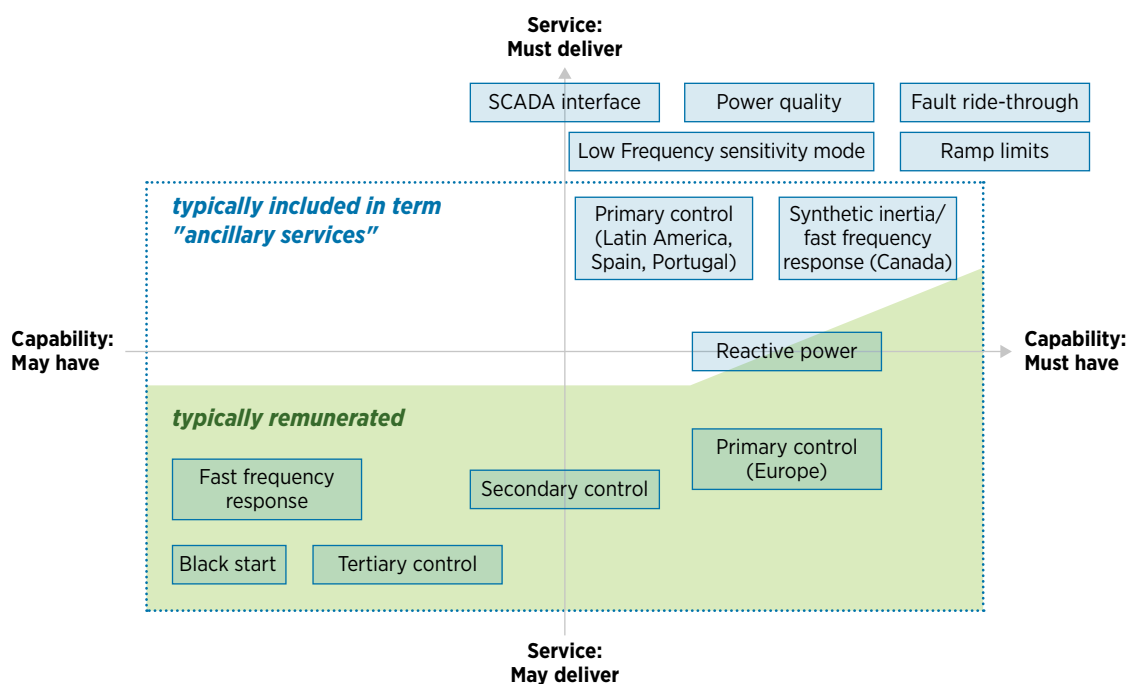 Service:
Must deliver
SCADA interface
Power quality
Fault ride-through
Low Frequency sensitivity mode
Ramp limits
typically included in term
"ancillary services"
Primary control
(Latin America,
Spain, Portugal)
Synthetic inertia/
fast frequency
response (Canada)
Capability:
May have
Reactive power
Capability:
Must have
typically remunerated
Primary control
(Europe)
Fast frequency
response
Secondary control
Black start
Tertiary control
Service:
May deliver